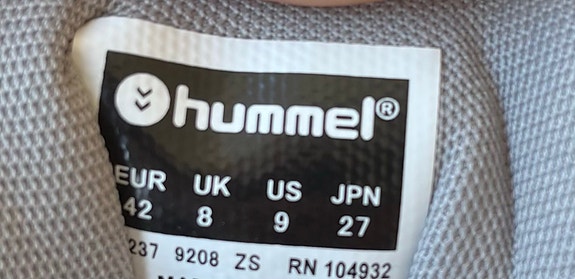 hummel®
EUR UK US JPN
42 8 9 27
237 9208 ZS RN 104932